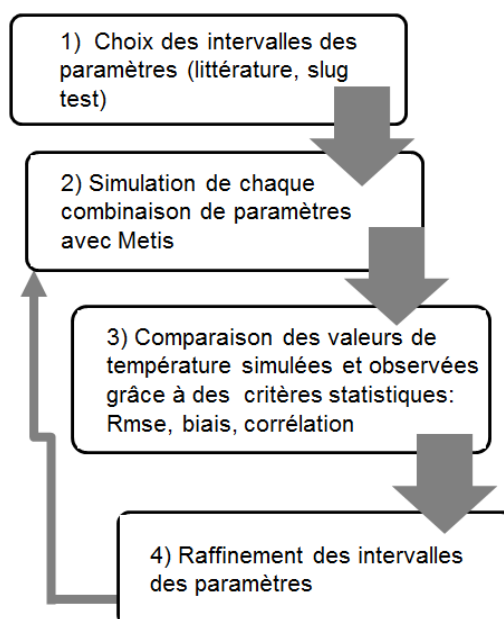 1) Choix des intervalles des
paramètres (littérature, slug
test)
2) Simulation de chaque
combinaison de paramètres
avec Metis
3) Comparaison des valeurs de
température simulées et observées
grâce à des critères statistiques:
Rmse, biais, corrélation
4) Raffinement des intervalles
des paramètres